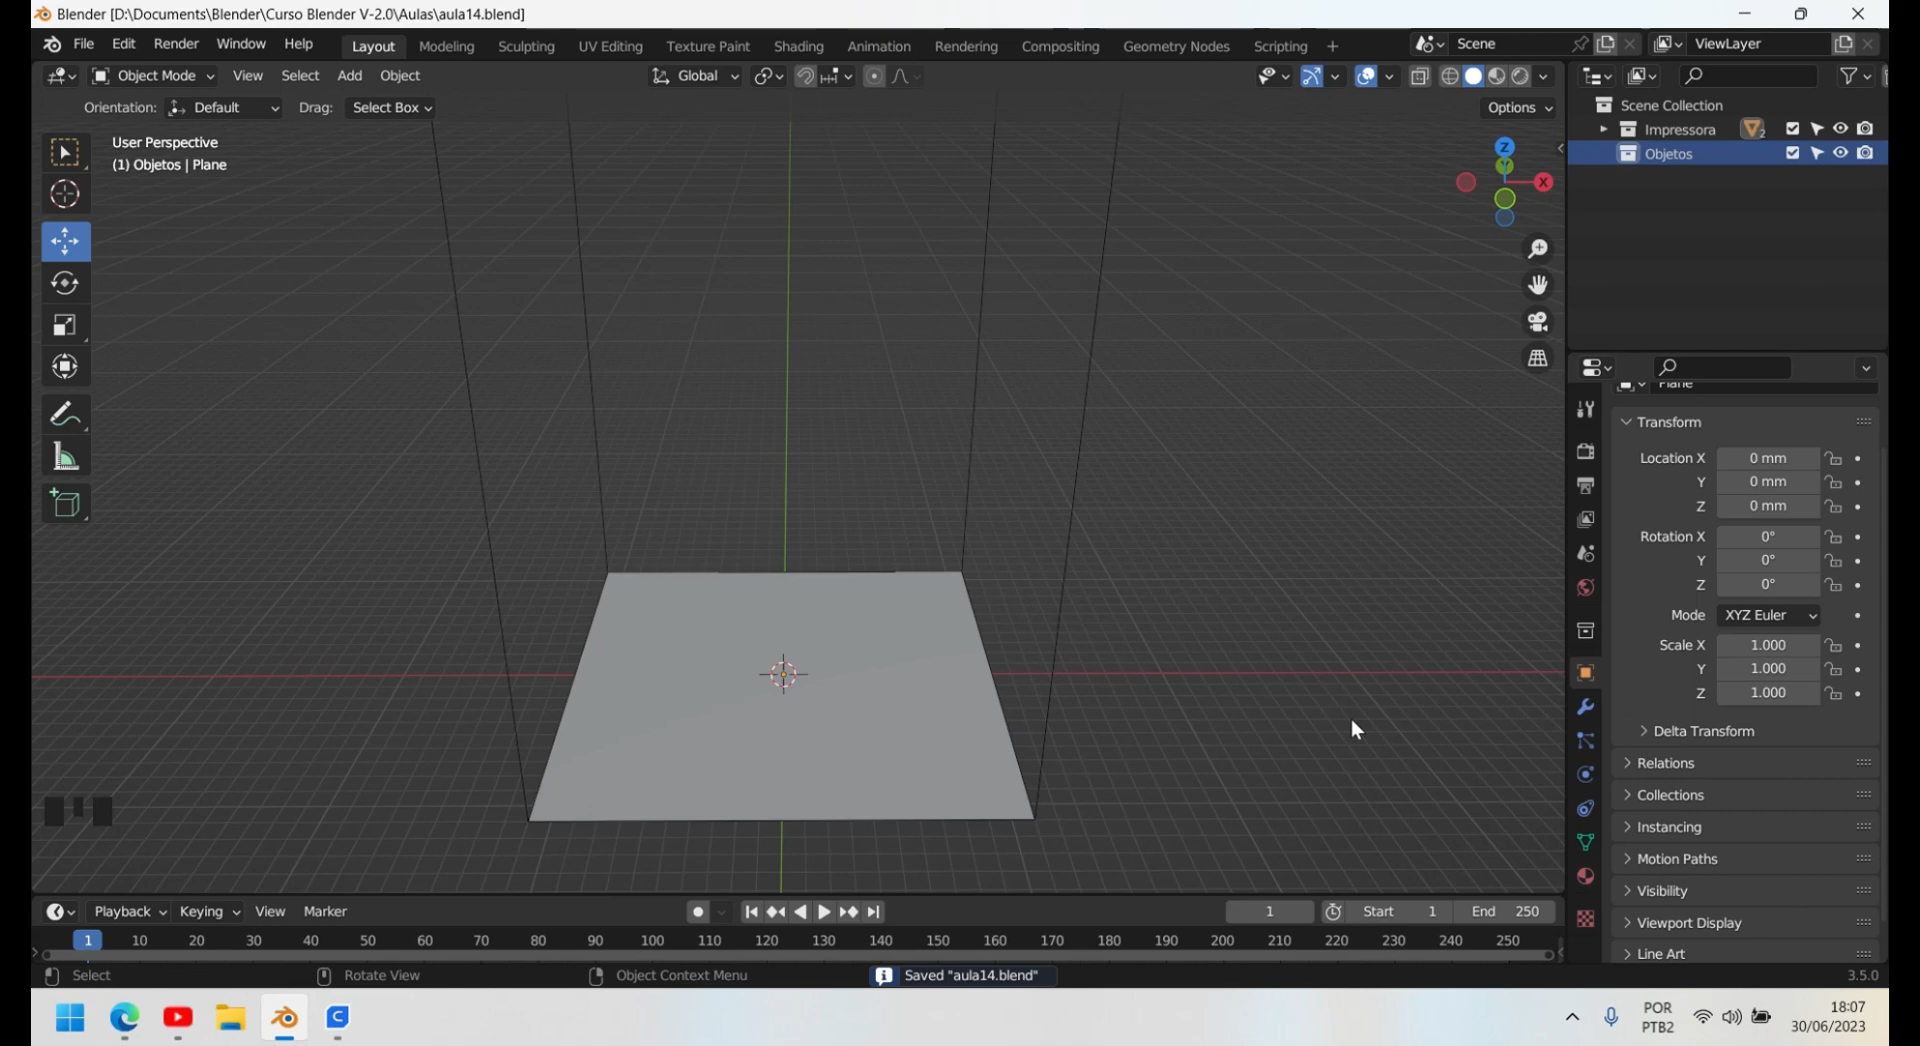 Blender [D:\Documents\Blender\Curso Blender V-2.0\Aulas\aula14.blend]
File Edit Render Window Help Layout Modeling Sculpting UV Editing Texture Paint Shading Animation Rendering Compositing Geometry Nodes Scripting + Scene ViewLayer
Object Mode View Select Add Object Global
Orientation: Default Drag: Select Box Options
User Perspective
(1) Objetos | Plane
Z
Y
X
Scene Collection
Impressora 2
Objetos
Plane
Transform
Location X 0 mm
Y 0 mm
Z 0 mm
Rotation X 0°
Y 0°
Z 0°
Mode XYZ Euler
Scale X 1.000
Y 1.000
Z 1.000
Delta Transform
Relations
Collections
Instancing
Motion Paths
Visibility
Viewport Display
Line Art
Playback Keying View Marker 1 Start 1 End 250
1 10 20 30 40 50 60 70 80 90 100 110 120 130 140 150 160 170 180 190 200 210 220 230 240 250
Select Rotate View Object Context Menu Saved "aula14.blend" 3.5.0
POR
PTB2
18:07
30/06/2023